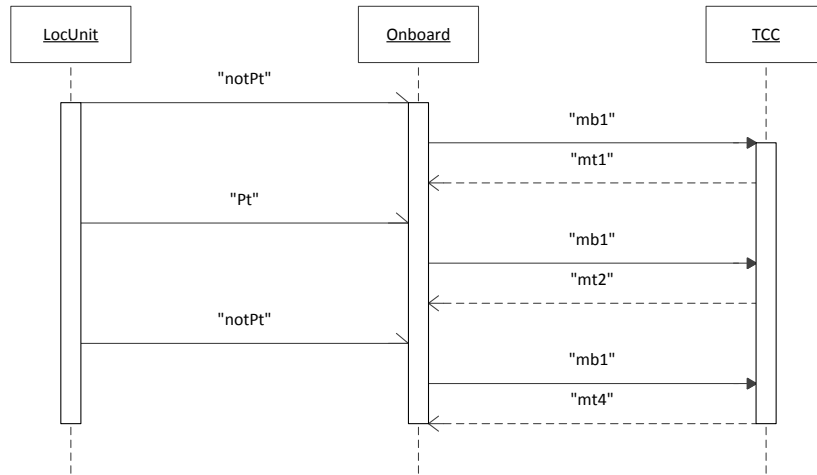 LocUnit
Onboard
TCC
"notPt"
"mb1"
"mt1"
"Pt"
"mb1"
"mt2"
"notPt"
"mb1"
"mt4"